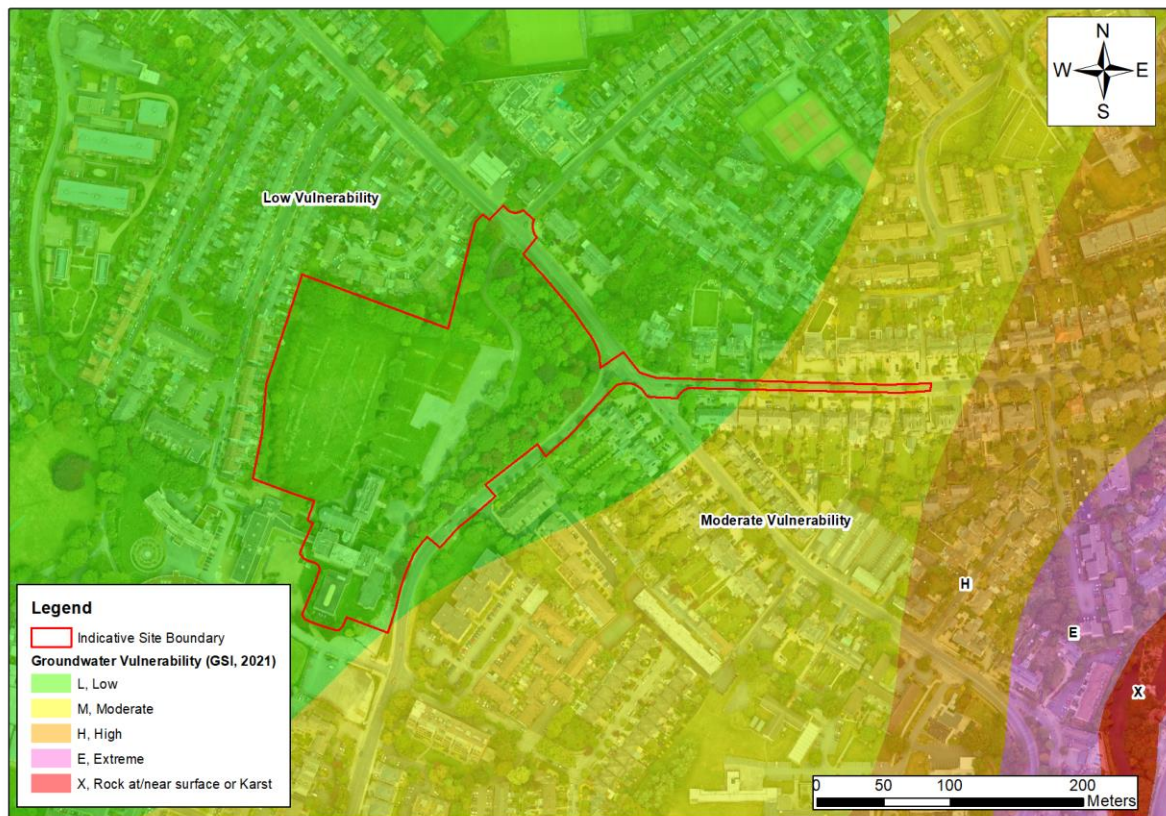 N
W E
S
Low Vulnerability
Moderate Vulnerability
H
E
X
Legend
Indicative Site Boundary
Groundwater Vulnerability (GSI, 2021)
L, Low
M, Moderate
H, High
E, Extreme
X, Rock at/near surface or Karst
0 50 100 200
Meters